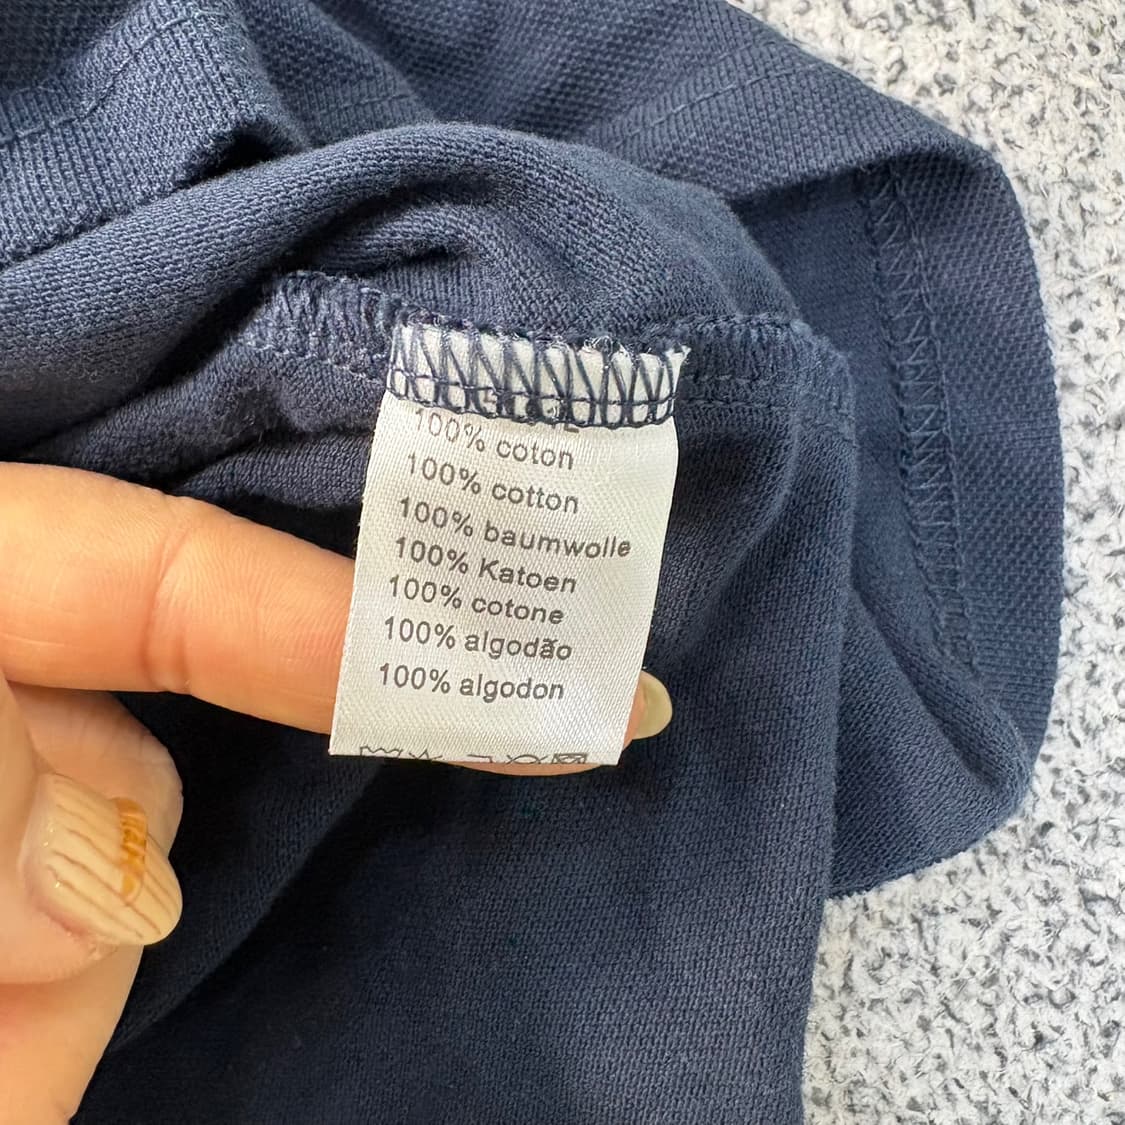 100% coton
100% cotton
100% baumwolle
100% Katoen
100% cotone
100% algodão
100% algodon